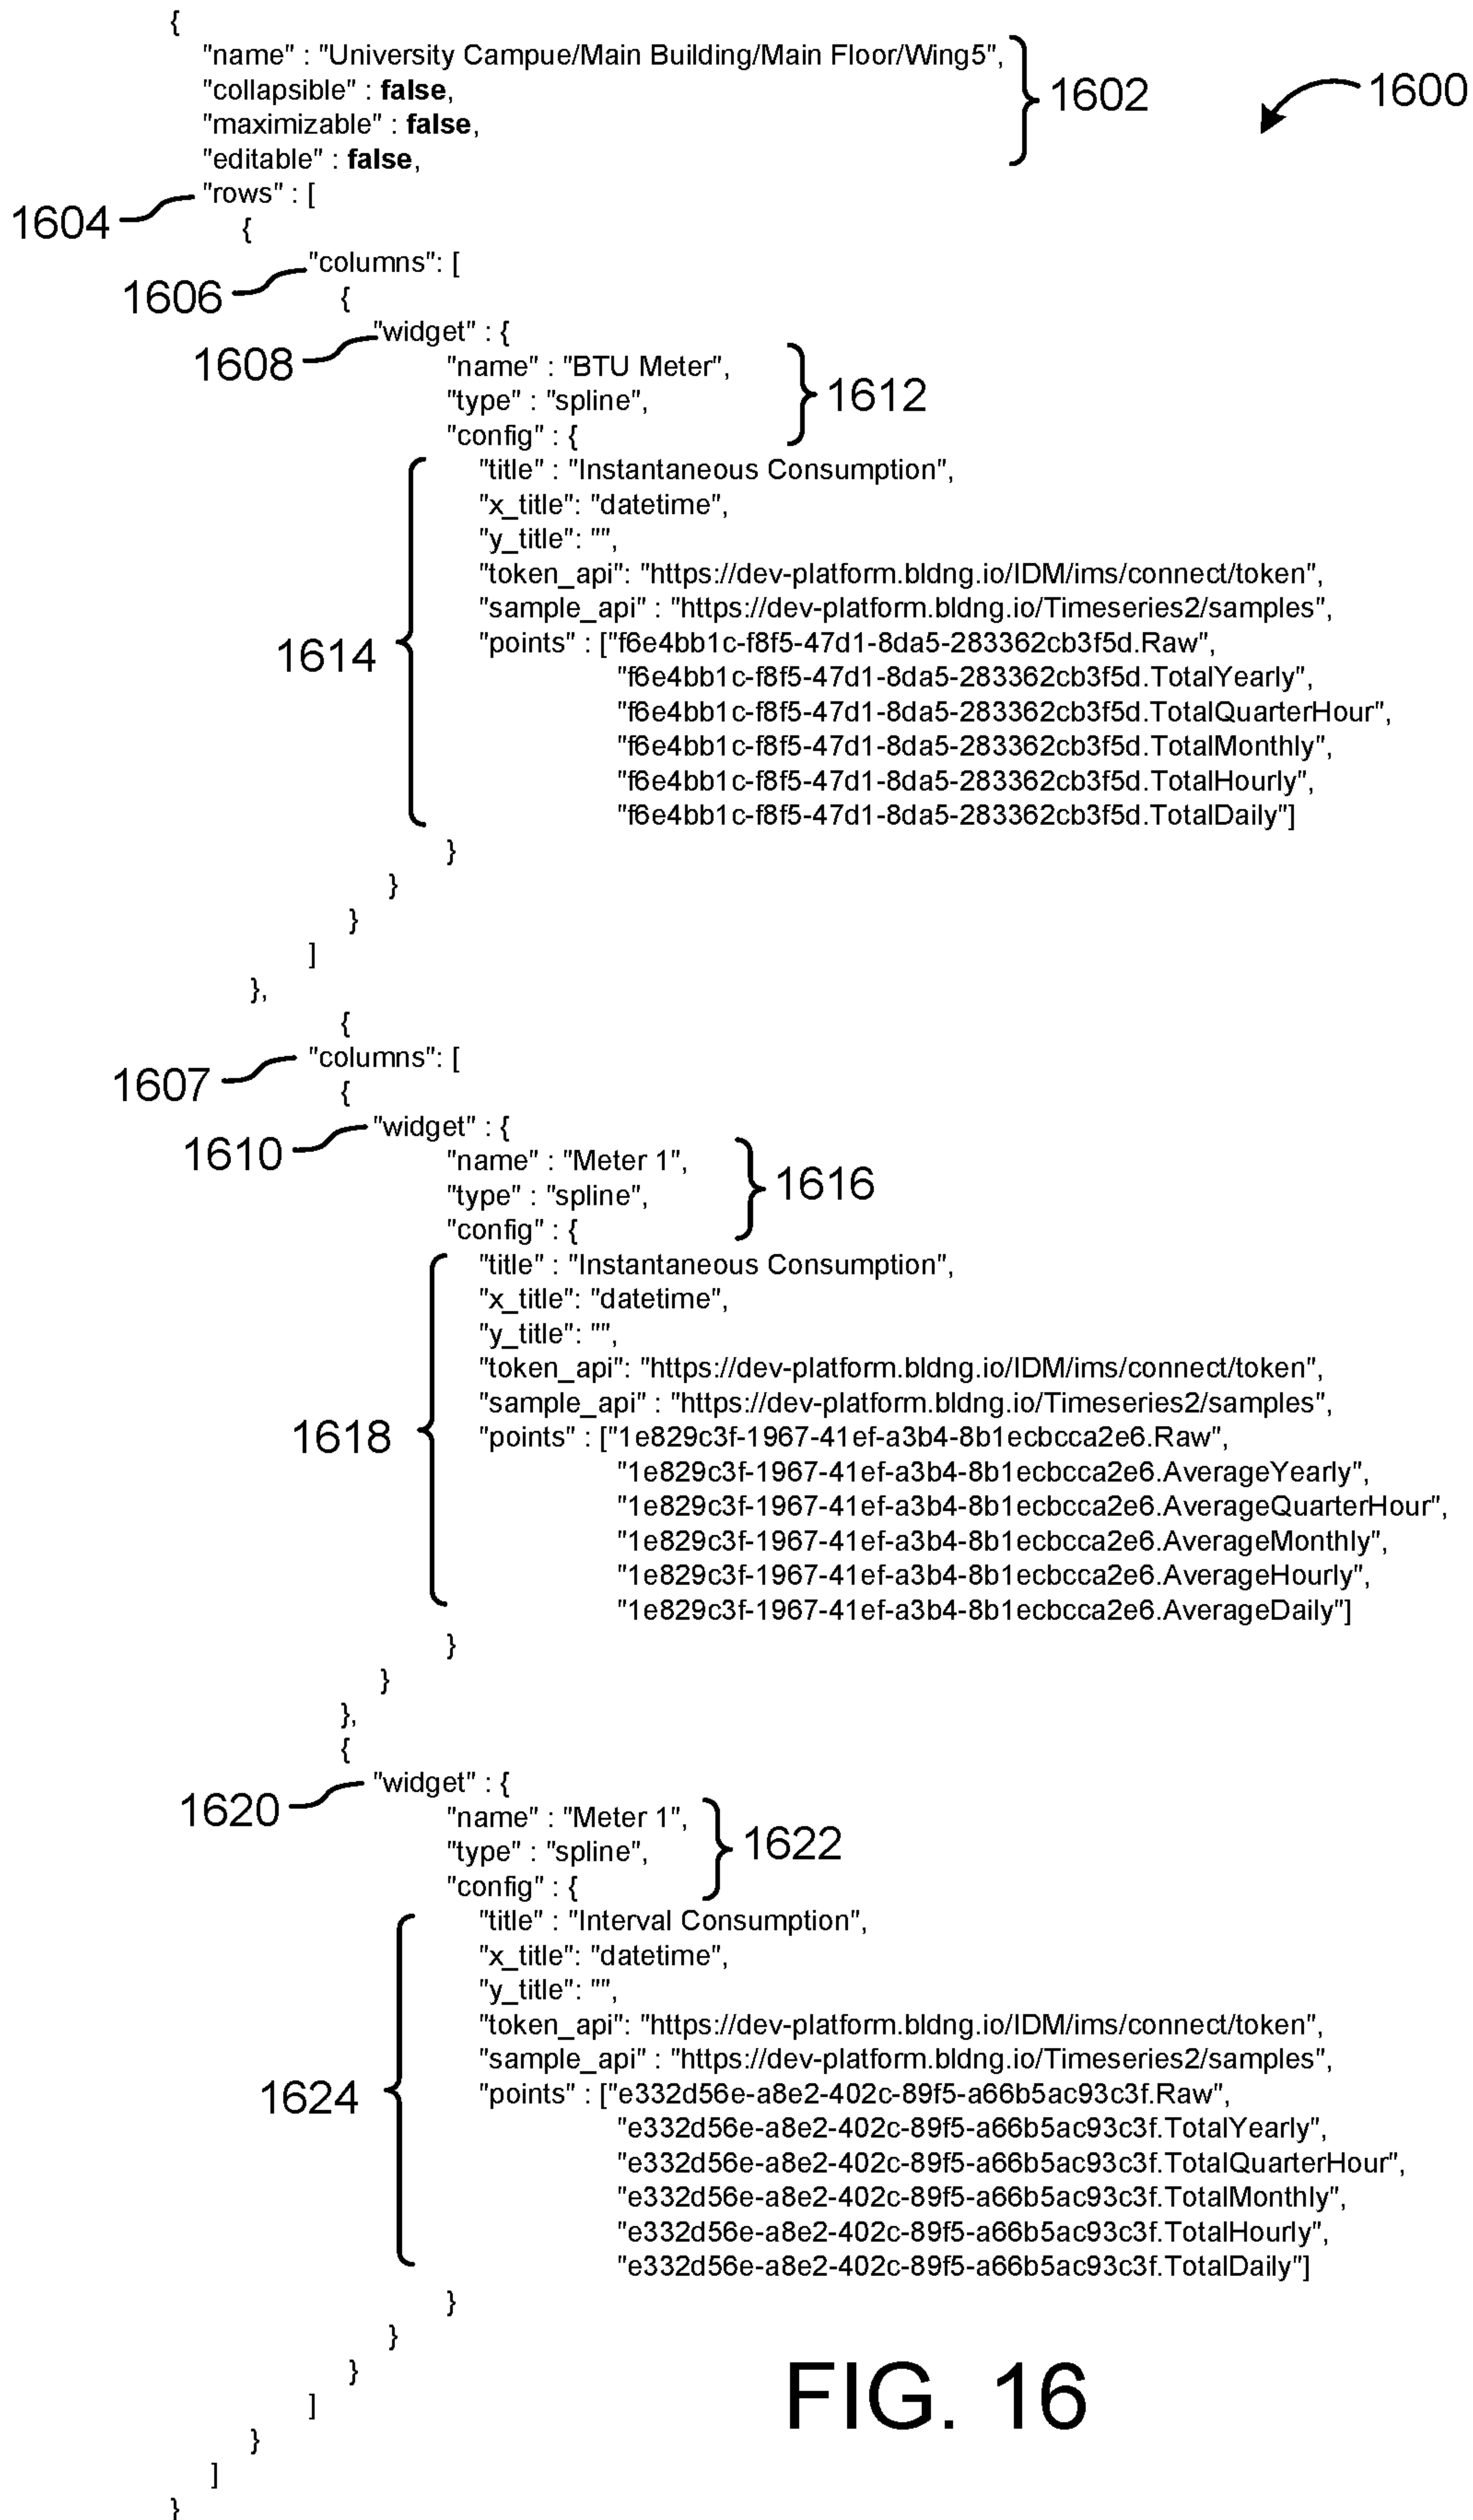 {
"name" : "University Campue/Main Building/Main Floor/Wing5",
"collapsible" : false,
"maximizable" : false,
"editable" : false,
1602
1600
1604
"rows" : [
{
1606
"columns": [
{
1608
"widget" : {
"name" : "BTU Meter",
"type" : "spline",
"config" : {
1612
1614
"title" : "Instantaneous Consumption",
"x_title": "datetime",
"y_title": "",
"token_api": "https://dev-platform.bldng.io/IDM/ims/connect/token",
"sample_api" : "https://dev-platform.bldng.io/Timeseries2/samples",
"points" : ["f6e4bb1c-f8f5-47d1-8da5-283362cb3f5d.Raw",
"f6e4bb1c-f8f5-47d1-8da5-283362cb3f5d.TotalYearly",
"f6e4bb1c-f8f5-47d1-8da5-283362cb3f5d.TotalQuarterHour",
"f6e4bb1c-f8f5-47d1-8da5-283362cb3f5d.TotalMonthly",
"f6e4bb1c-f8f5-47d1-8da5-283362cb3f5d.TotalHourly",
"f6e4bb1c-f8f5-47d1-8da5-283362cb3f5d.TotalDaily"]
}
}
}
]
},
{
1607
"columns": [
{
1610
"widget" : {
"name" : "Meter 1",
"type" : "spline",
"config" : {
1616
1618
"title" : "Instantaneous Consumption",
"x_title": "datetime",
"y_title": "",
"token_api": "https://dev-platform.bldng.io/IDM/ims/connect/token",
"sample_api" : "https://dev-platform.bldng.io/Timeseries2/samples",
"points" : ["1e829c3f-1967-41ef-a3b4-8b1ecbcca2e6.Raw",
"1e829c3f-1967-41ef-a3b4-8b1ecbcca2e6.AverageYearly",
"1e829c3f-1967-41ef-a3b4-8b1ecbcca2e6.AverageQuarterHour",
"1e829c3f-1967-41ef-a3b4-8b1ecbcca2e6.AverageMonthly",
"1e829c3f-1967-41ef-a3b4-8b1ecbcca2e6.AverageHourly",
"1e829c3f-1967-41ef-a3b4-8b1ecbcca2e6.AverageDaily"]
}
}
},
{
1620
"widget" : {
"name" : "Meter 1",
"type" : "spline",
"config" : {
1622
1624
"title" : "Interval Consumption",
"x_title": "datetime",
"y_title": "",
"token_api": "https://dev-platform.bldng.io/IDM/ims/connect/token",
"sample_api" : "https://dev-platform.bldng.io/Timeseries2/samples",
"points" : ["e332d56e-a8e2-402c-89f5-a66b5ac93c3f.Raw",
"e332d56e-a8e2-402c-89f5-a66b5ac93c3f.TotalYearly",
"e332d56e-a8e2-402c-89f5-a66b5ac93c3f.TotalQuarterHour",
"e332d56e-a8e2-402c-89f5-a66b5ac93c3f.TotalMonthly",
"e332d56e-a8e2-402c-89f5-a66b5ac93c3f.TotalHourly",
"e332d56e-a8e2-402c-89f5-a66b5ac93c3f.TotalDaily"]
}
}
}
]
}
]
}
FIG. 16